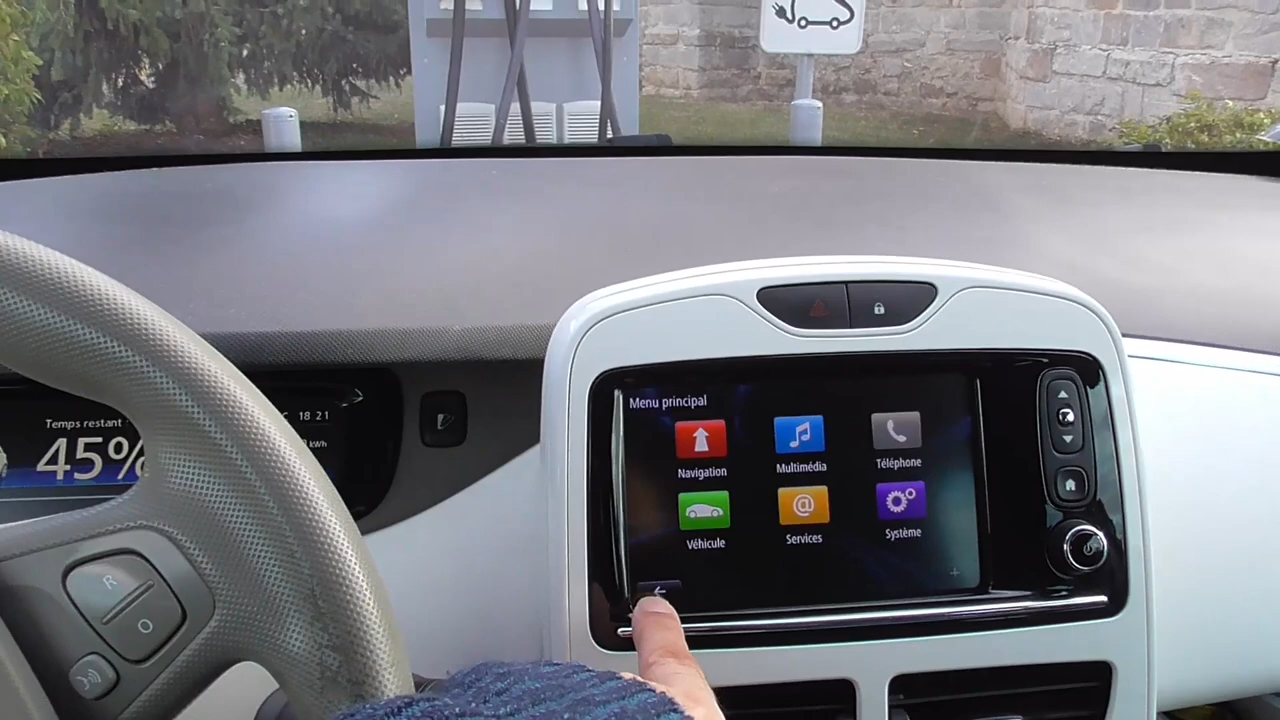 Menu principal
Navigation
Multimédia
Téléphone
Véhicule
Services
Système
Temps restant
45%
C 18 21
kWh
R
O